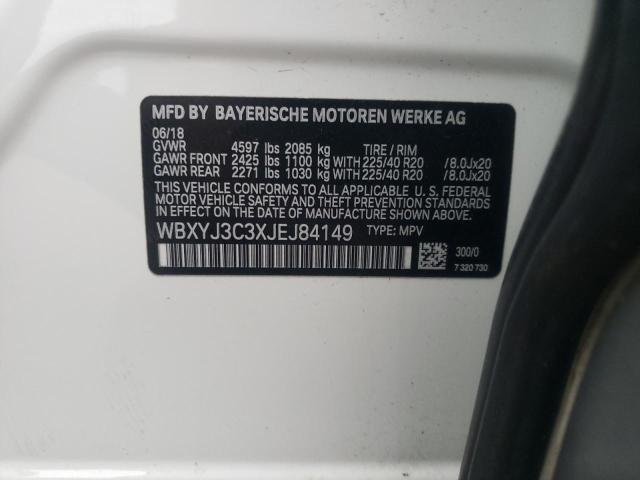 MFD BY BAYERISCHE MOTOREN WERKE AG
06/18
GVWR 4597 lbs 2085 kg TIRE / RIM
GAWR FRONT 2425 lbs 1100 kg WITH 225/40 R20 /8.0Jx20
GAWR REAR 2271 lbs 1030 kg WITH 225/40 R20 /8.0Jx20
THIS VEHICLE CONFORMS TO ALL APPLICABLE U. S. FEDERAL
MOTOR VEHICLE SAFETY, BUMPER, AND THEFT PREVENTION
STANDARDS IN EFFECT ON THE DATE OF MANUFACTURE SHOWN ABOVE.
WBXYJ3C3XJEJ84149 TYPE: MPV
300/0
7 320 730